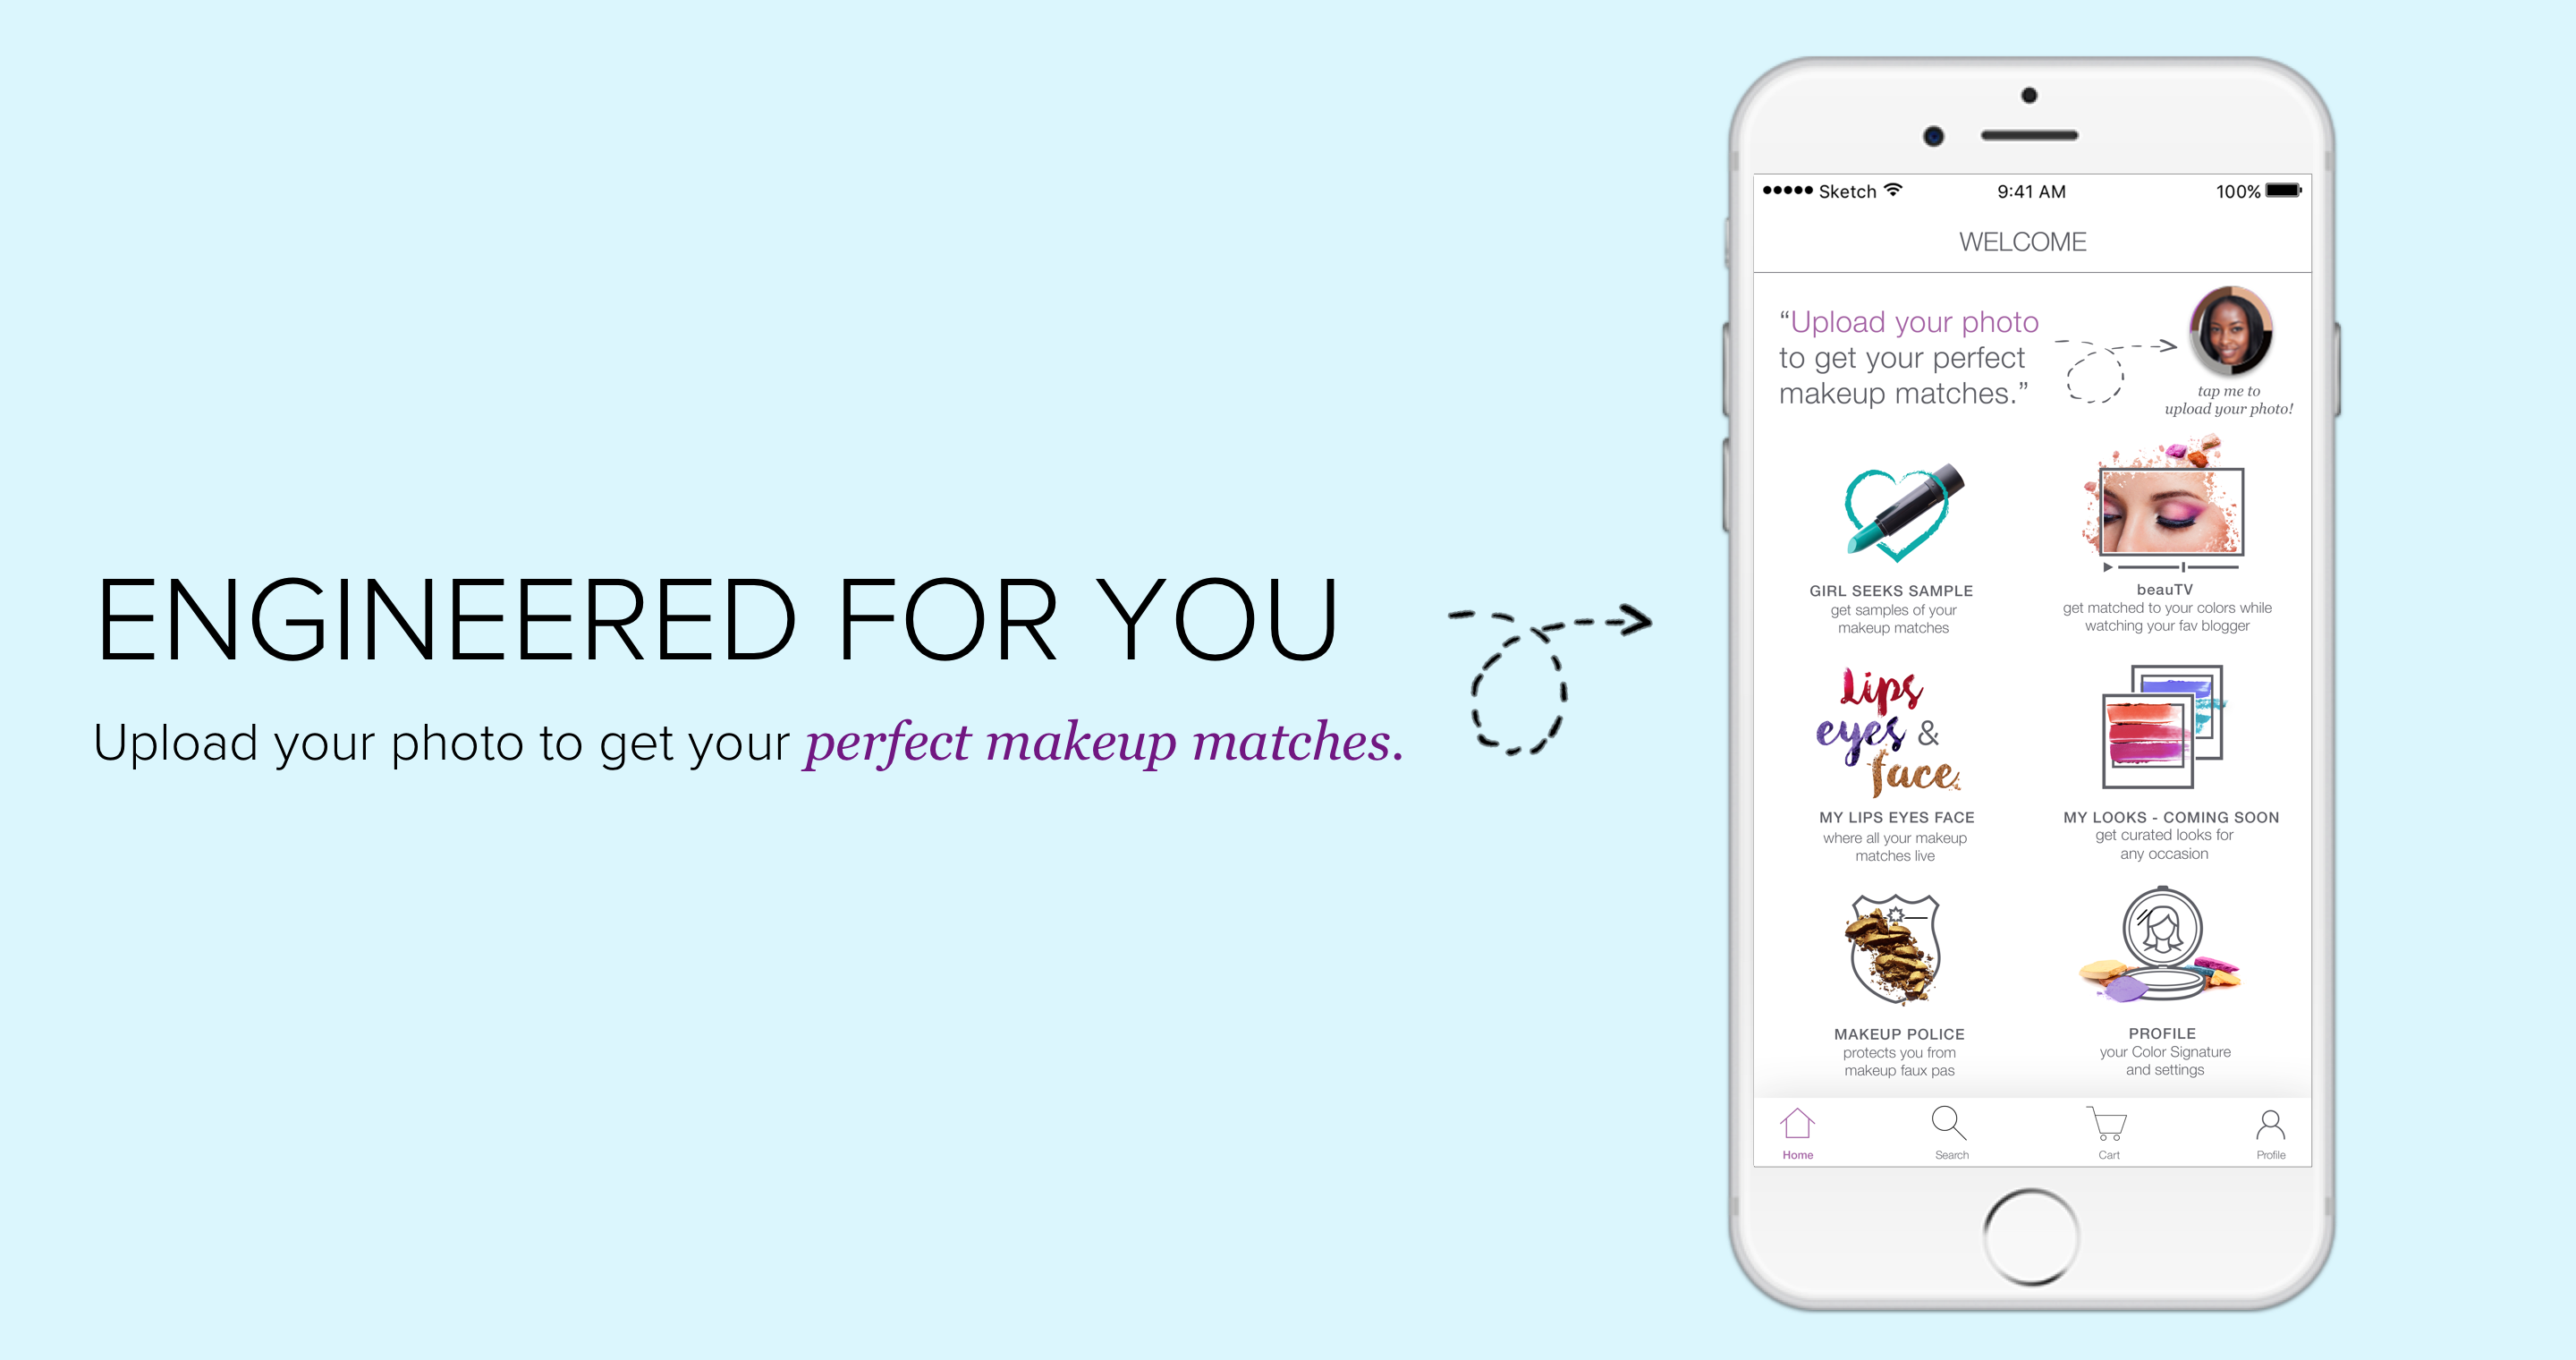 ENGINEERED FOR YOU
Upload your photo to get your perfect makeup matches.
Sketch 9:41 AM 100%
WELCOME
“Upload your photo
to get your perfect
makeup matches.”
tap me to
upload your photo!
GIRL SEEKS SAMPLE
get samples of your
makeup matches
beauTV
get matched to your colors while
watching your fav blogger
Lips
eyes &
face
MY LIPS EYES FACE
where all your makeup
matches live
MY LOOKS - COMING SOON
get curated looks for
any occasion
MAKEUP POLICE
protects you from
makeup faux pas
PROFILE
your Color Signature
and settings
Home Search Cart Profile